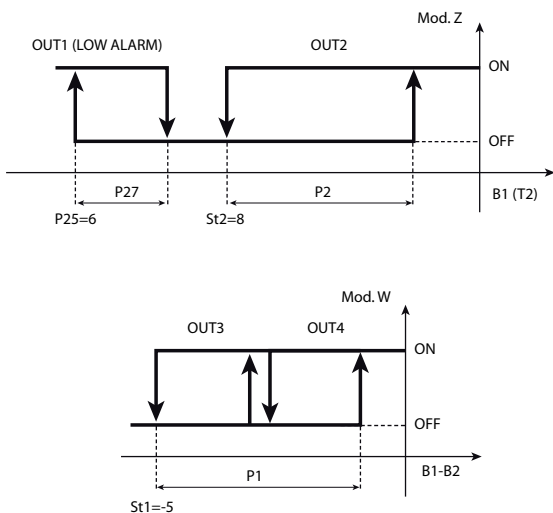 Mod. Z
OUT1 (LOW ALARM)
OUT2
ON
OFF
P27
P2
B1 (T2)
P25=6
St2=8
Mod. W
OUT3
OUT4
ON
OFF
P1
B1-B2
St1=-5